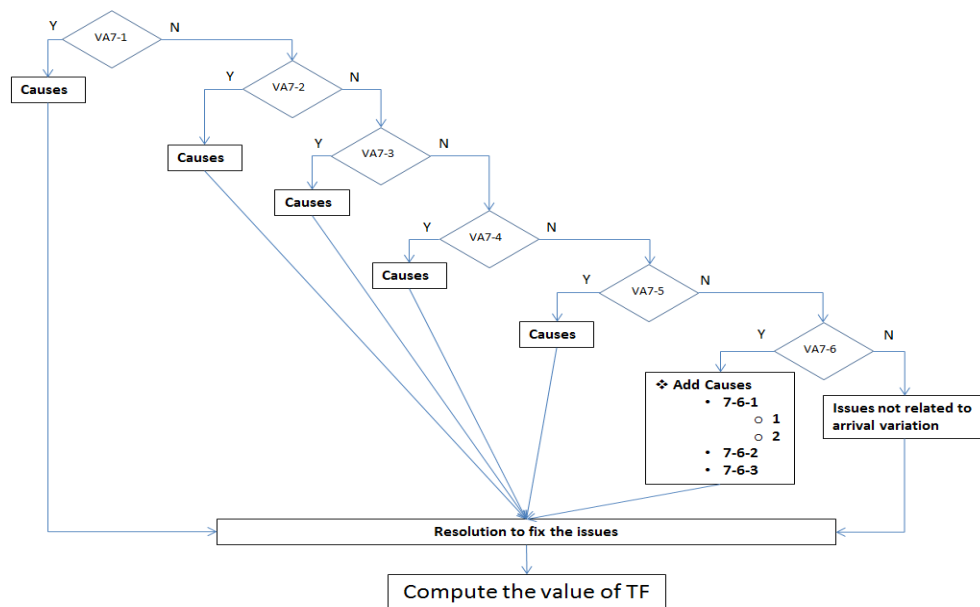 Y
VA7-1
N
Causes
Y
VA7-2
N
Causes
Y
VA7-3
N
Causes
Y
VA7-4
N
Causes
Y
VA7-5
N
Causes
Y
VA7-6
N
❖ Add Causes
• 7-6-1
o 1
o 2
• 7-6-2
• 7-6-3
Issues not related to
arrival variation
Resolution to fix the issues
Compute the value of TF